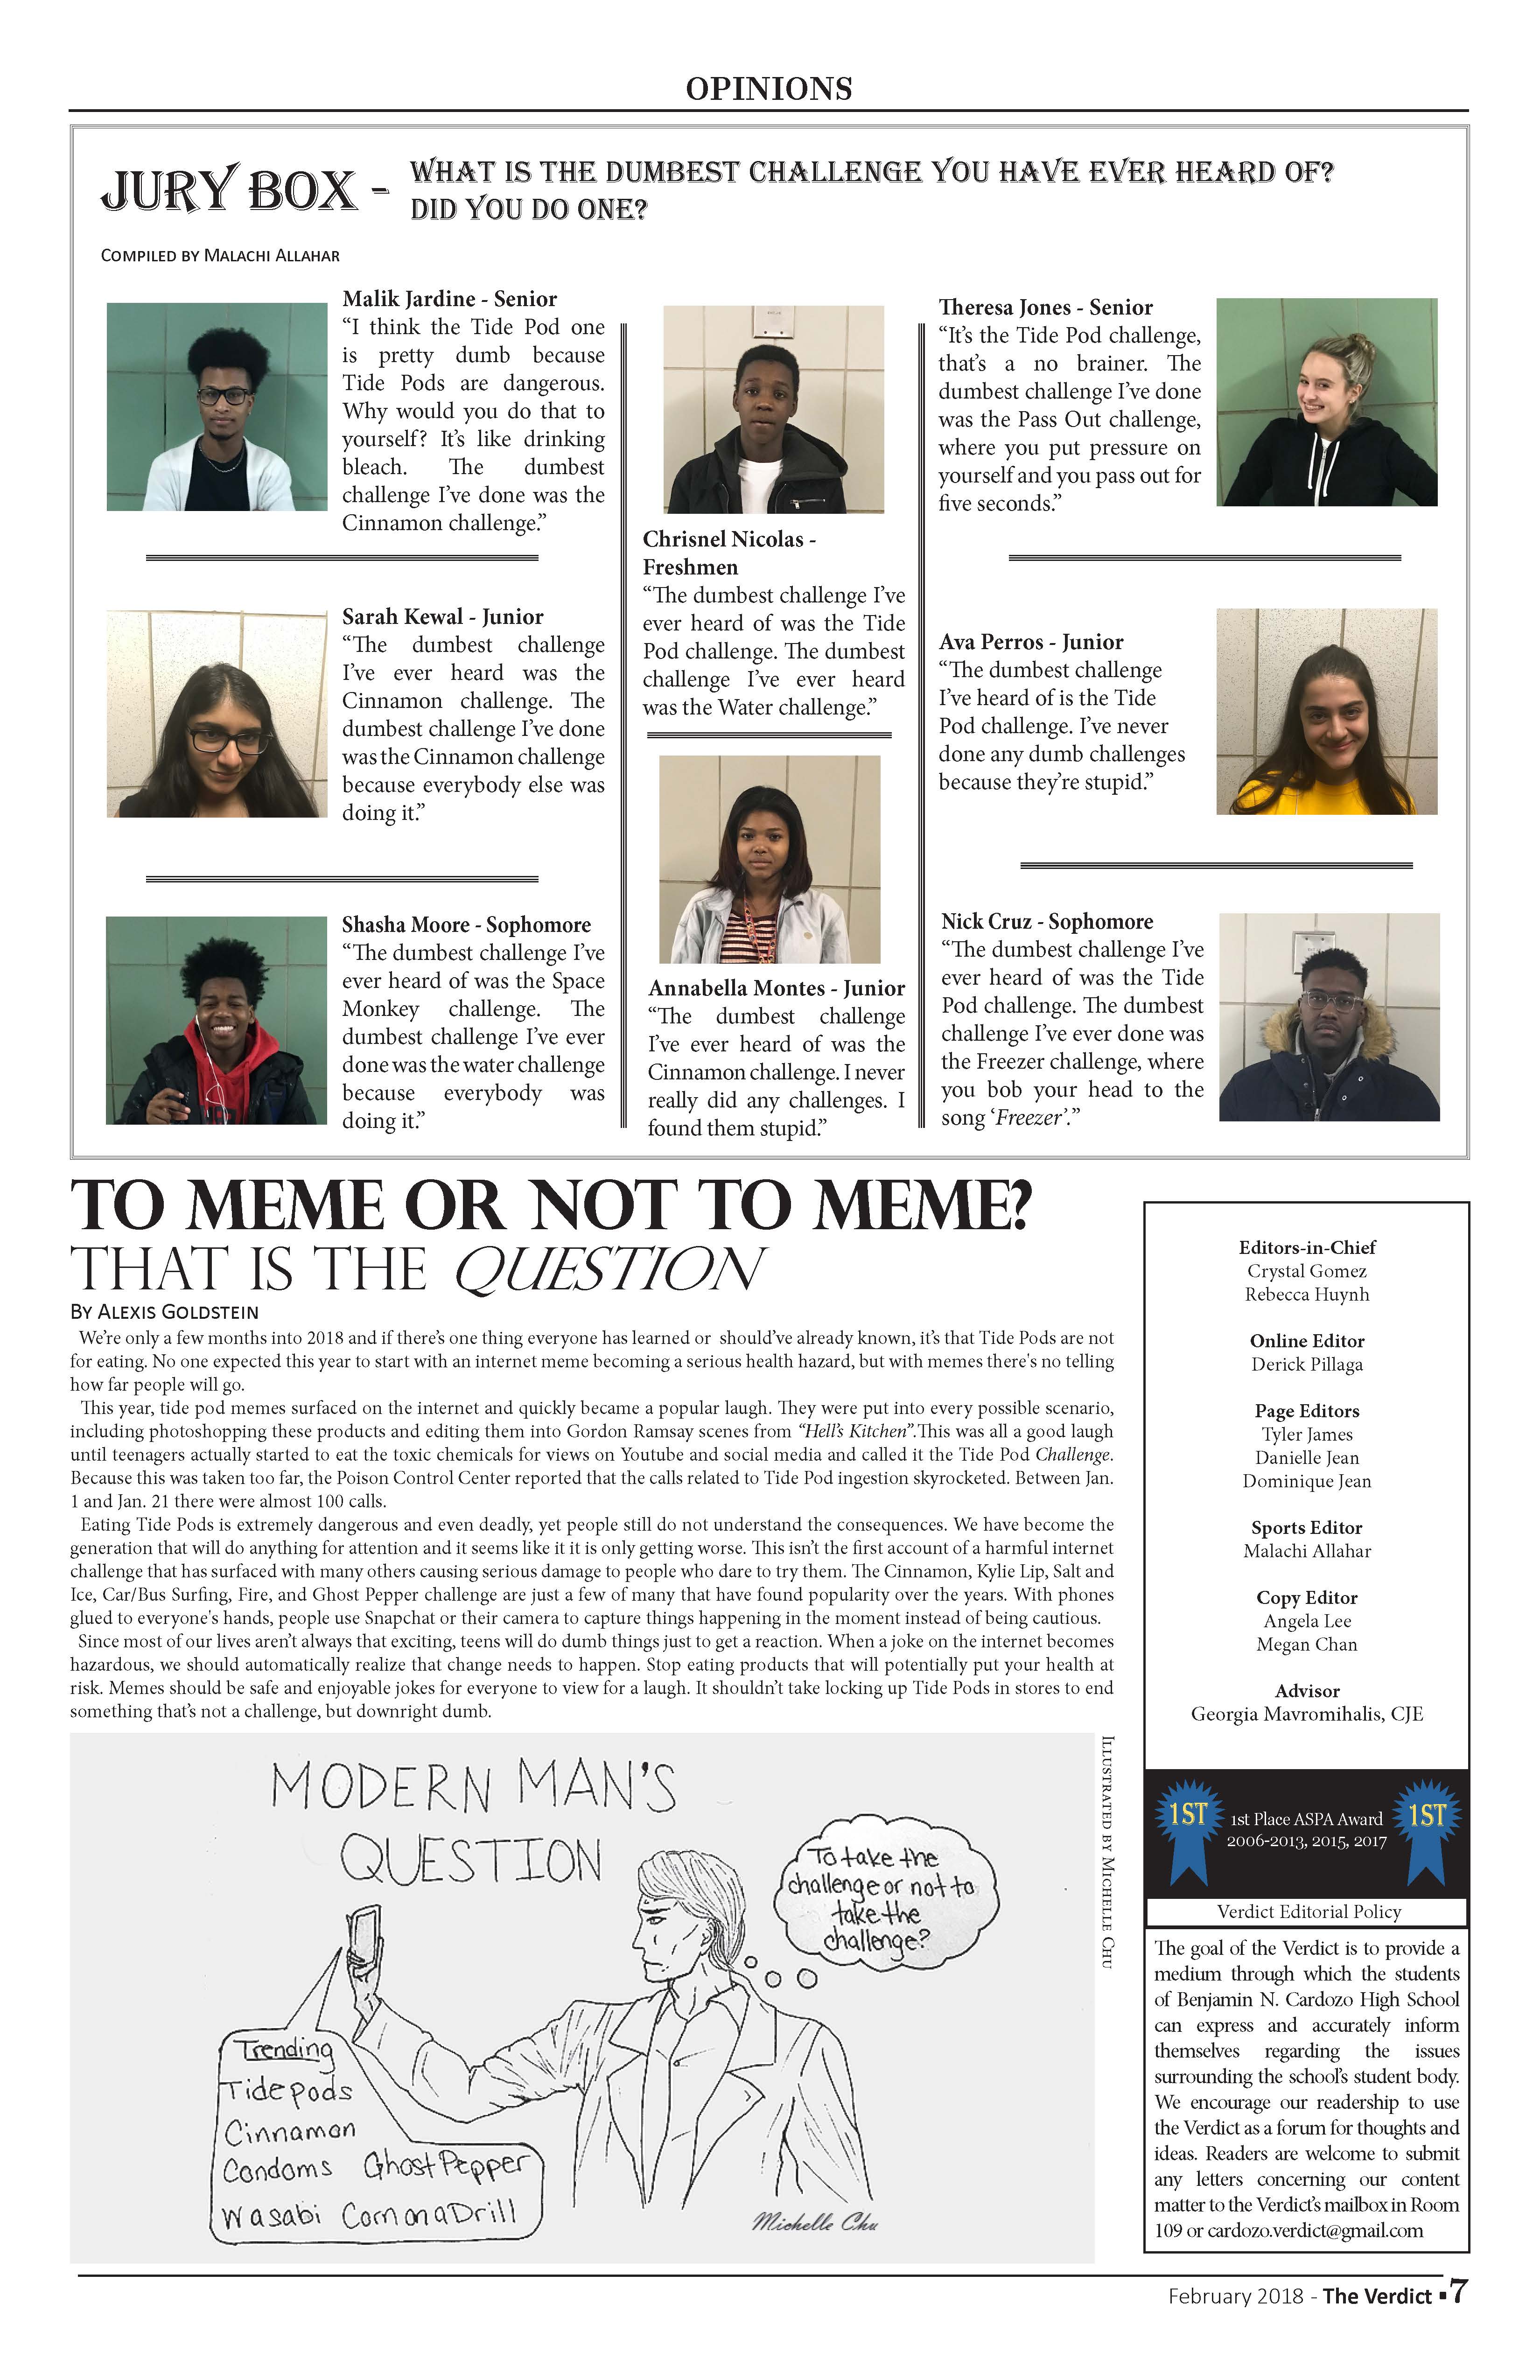 OPINIONS
JURY BOX -
WHAT IS THE DUMBEST CHALLENGE YOU HAVE EVER HEARD OF?
DID YOU DO ONE?
COMPILED BY MALACHI ALLAHAR
Malik Jardine - Senior
“I think the Tide Pod one
is pretty dumb because
Tide Pods are dangerous.
Why would you do that to
yourself? It’s like drinking
bleach. The dumbest
challenge I’ve done was the
Cinnamon challenge.”
Sarah Kewal - Junior
“The dumbest challenge
I’ve ever heard was the
Cinnamon challenge. The
dumbest challenge I’ve done
was the Cinnamon challenge
because everybody else was
doing it.”
Shasha Moore - Sophomore
“The dumbest challenge I’ve
ever heard of was the Space
Monkey challenge. The
dumbest challenge I’ve ever
done was the water challenge
because everybody was
doing it.”
Chrisnel Nicolas -
Freshmen
“The dumbest challenge I’ve
ever heard of was the Tide
Pod challenge. The dumbest
challenge I’ve ever heard
was the Water challenge.”
Annabella Montes - Junior
“The dumbest challenge
I’ve ever heard of was the
Cinnamon challenge. I never
really did any challenges. I
found them stupid.”
Theresa Jones - Senior
“It’s the Tide Pod challenge,
that’s a no brainer. The
dumbest challenge I’ve done
was the Pass Out challenge,
where you put pressure on
yourself and you pass out for
five seconds.”
Ava Perros - Junior
“The dumbest challenge
I’ve heard of is the Tide
Pod challenge. I’ve never
done any dumb challenges
because they’re stupid.”
Nick Cruz - Sophomore
“The dumbest challenge I’ve
ever heard of was the Tide
Pod challenge. The dumbest
challenge I’ve ever done was
the Freezer challenge, where
you bob your head to the
song ‘Freezer’.”
TO MEME OR NOT TO MEME?
THAT IS THE QUESTION
BY ALEXIS GOLDSTEIN
We’re only a few months into 2018 and if there’s one thing everyone has learned or should’ve already known, it’s that Tide Pods are not
for eating. No one expected this year to start with an internet meme becoming a serious health hazard, but with memes there's no telling
how far people will go.
This year, tide pod memes surfaced on the internet and quickly became a popular laugh. They were put into every possible scenario,
including photoshopping these products and editing them into Gordon Ramsay scenes from “Hell’s Kitchen”.This was all a good laugh
until teenagers actually started to eat the toxic chemicals for views on Youtube and social media and called it the Tide Pod Challenge.
Because this was taken too far, the Poison Control Center reported that the calls related to Tide Pod ingestion skyrocketed. Between Jan.
1 and Jan. 21 there were almost 100 calls.
Eating Tide Pods is extremely dangerous and even deadly, yet people still do not understand the consequences. We have become the
generation that will do anything for attention and it seems like it it is only getting worse. This isn’t the first account of a harmful internet
challenge that has surfaced with many others causing serious damage to people who dare to try them. The Cinnamon, Kylie Lip, Salt and
Ice, Car/Bus Surfing, Fire, and Ghost Pepper challenge are just a few of many that have found popularity over the years. With phones
glued to everyone's hands, people use Snapchat or their camera to capture things happening in the moment instead of being cautious.
Since most of our lives aren’t always that exciting, teens will do dumb things just to get a reaction. When a joke on the internet becomes
hazardous, we should automatically realize that change needs to happen. Stop eating products that will potentially put your health at
risk. Memes should be safe and enjoyable jokes for everyone to view for a laugh. It shouldn’t take locking up Tide Pods in stores to end
something that’s not a challenge, but downright dumb.
MODERN MAN'S
QUESTION
To take the
challenge or not to
take the
challenge?
Trending
Tide pods
Cinnamon
Condoms Ghost Pepper
Wasabi Corn on a Drill
Michelle Chu
ILLUSTRATED BY MICHELLE CHU
Editors-in-Chief
Crystal Gomez
Rebecca Huynh
Online Editor
Derick Pillaga
Page Editors
Tyler James
Danielle Jean
Dominique Jean
Sports Editor
Malachi Allahar
Copy Editor
Angela Lee
Megan Chan
Advisor
Georgia Mavromihalis, CJE
1ST
1st Place ASPA Award
2006-2013, 2015, 2017
1ST
Verdict Editorial Policy
The goal of the Verdict is to provide a
medium through which the students
of Benjamin N. Cardozo High School
can express and accurately inform
themselves regarding the issues
surrounding the school’s student body.
We encourage our readership to use
the Verdict as a forum for thoughts and
ideas. Readers are welcome to submit
any letters concerning our content
matter to the Verdict’s mailbox in Room
109 or cardozo.verdict@gmail.com
February 2018 - The Verdict ▪7